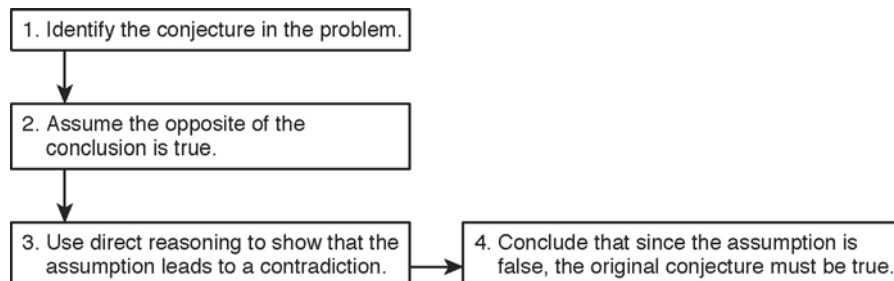 1. Identify the conjecture in the problem.
2. Assume the opposite of the
conclusion is true.
3. Use direct reasoning to show that the
assumption leads to a contradiction.
4. Conclude that since the assumption is
false, the original conjecture must be true.